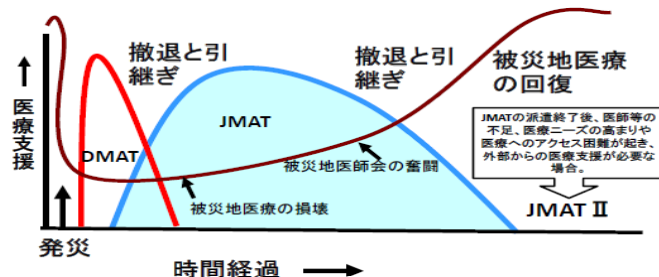 撤退と引
継ぎ
撤退と引
継ぎ
被災地医療
の回復
医療支援
JMAT
DMAT
JMATの派遣終了後、医師等の
不足、医療ニーズの高まりや
医療へのアクセス困難が起き、
外部からの医療支援が必要な
場合。
被災地医師会の奮闘
被災地医療の損壊
JMAT Ⅱ
発災
時間経過